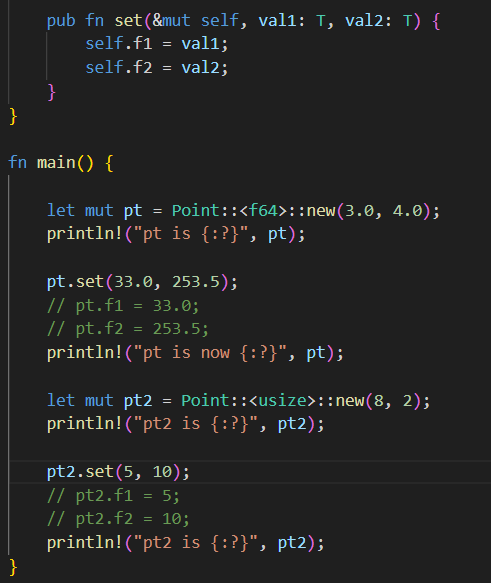 pub fn set(&mut self, val1: T, val2: T) {
self.f1 = val1;
self.f2 = val2;
}
}
fn main() {
let mut pt = Point::<f64>::new(3.0, 4.0);
println!("pt is {:?}", pt);
pt.set(33.0, 253.5);
// pt.f1 = 33.0;
// pt.f2 = 253.5;
println!("pt is now {:?}", pt);
let mut pt2 = Point::<usize>::new(8, 2);
println!("pt2 is {:?}", pt2);
pt2.set(5, 10);
// pt2.f1 = 5;
// pt2.f2 = 10;
println!("pt2 is {:?}", pt2);
}